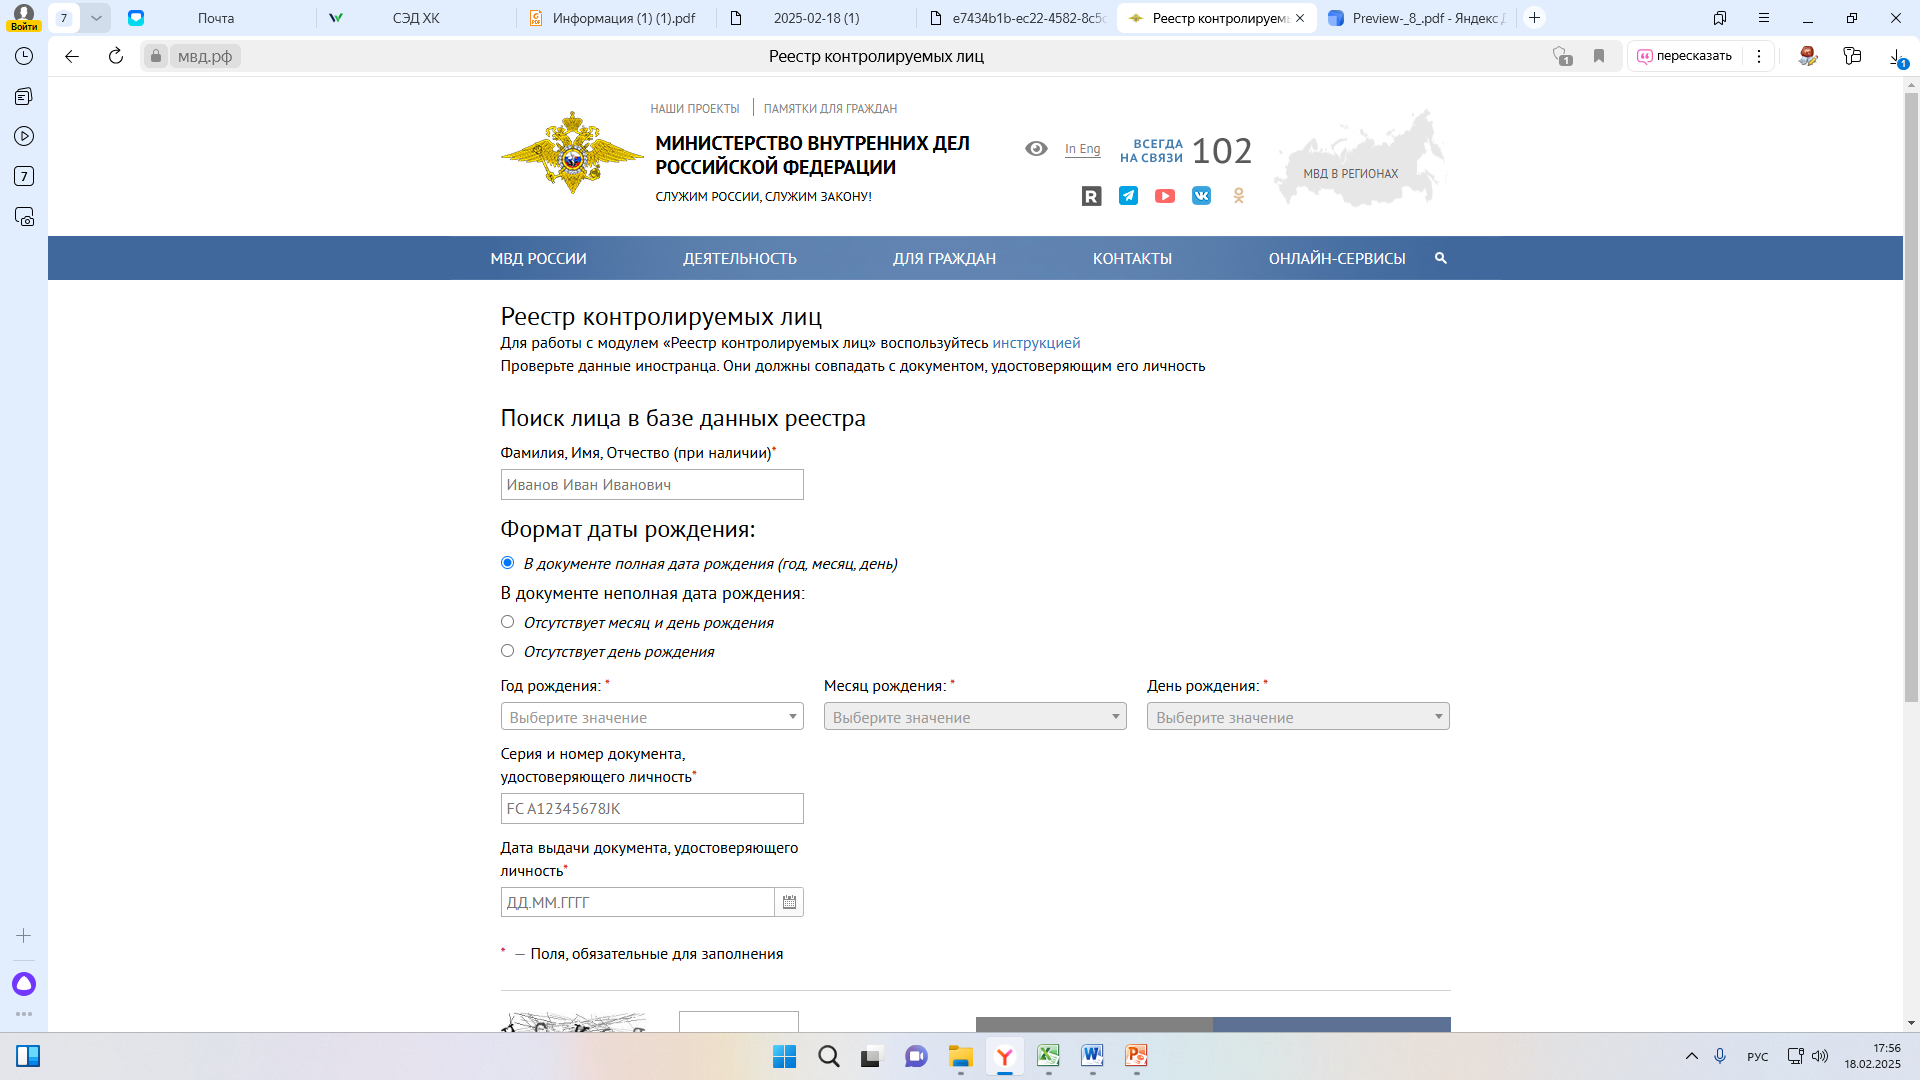 Войти
7
Почта
СЭД ХК
Информация (1) (1).pdf
2025-02-18 (1)
e7434b1b-ec22-4582-8c5c
Реестр контролируемы
Preview-_8_.pdf - Яндекс
мвд.рф
Реестр контролируемых лиц
1
пересказать
1
7
НАШИ ПРОЕКТЫ
ПАМЯТКИ ДЛЯ ГРАЖДАН
МИНИСТЕРСТВО ВНУТРЕННИХ ДЕЛ
РОССИЙСКОЙ ФЕДЕРАЦИИ
СЛУЖИМ РОССИИ, СЛУЖИМ ЗАКОНУ!
In Eng
ВСЕГДА
НА СВЯЗИ
102
МВД В РЕГИОНАХ
МВД РОССИИ
ДЕЯТЕЛЬНОСТЬ
ДЛЯ ГРАЖДАН
КОНТАКТЫ
ОНЛАЙН-СЕРВИСЫ
Реестр контролируемых лиц
Для работы с модулем «Реестр контролируемых лиц» воспользуйтесь инструкцией
Проверьте данные иностранца. Они должны совпадать с документом, удостоверяющим его личность
Поиск лица в базе данных реестра
Фамилия, Имя, Отчество (при наличии)*
Иванов Иван Иванович
Формат даты рождения:
В документе полная дата рождения (год, месяц, день)
В документе неполная дата рождения:
Отсутствует месяц и день рождения
Отсутствует день рождения
Год рождения: *
Месяц рождения: *
День рождения: *
Выберите значение
Выберите значение
Выберите значение
Серия и номер документа,
удостоверяющего личность*
FC A12345678JK
Дата выдачи документа, удостоверяющего
личность*
ДД.ММ.ГГГГ
* — Поля, обязательные для заполнения
РУС
17:56
18.02.2025